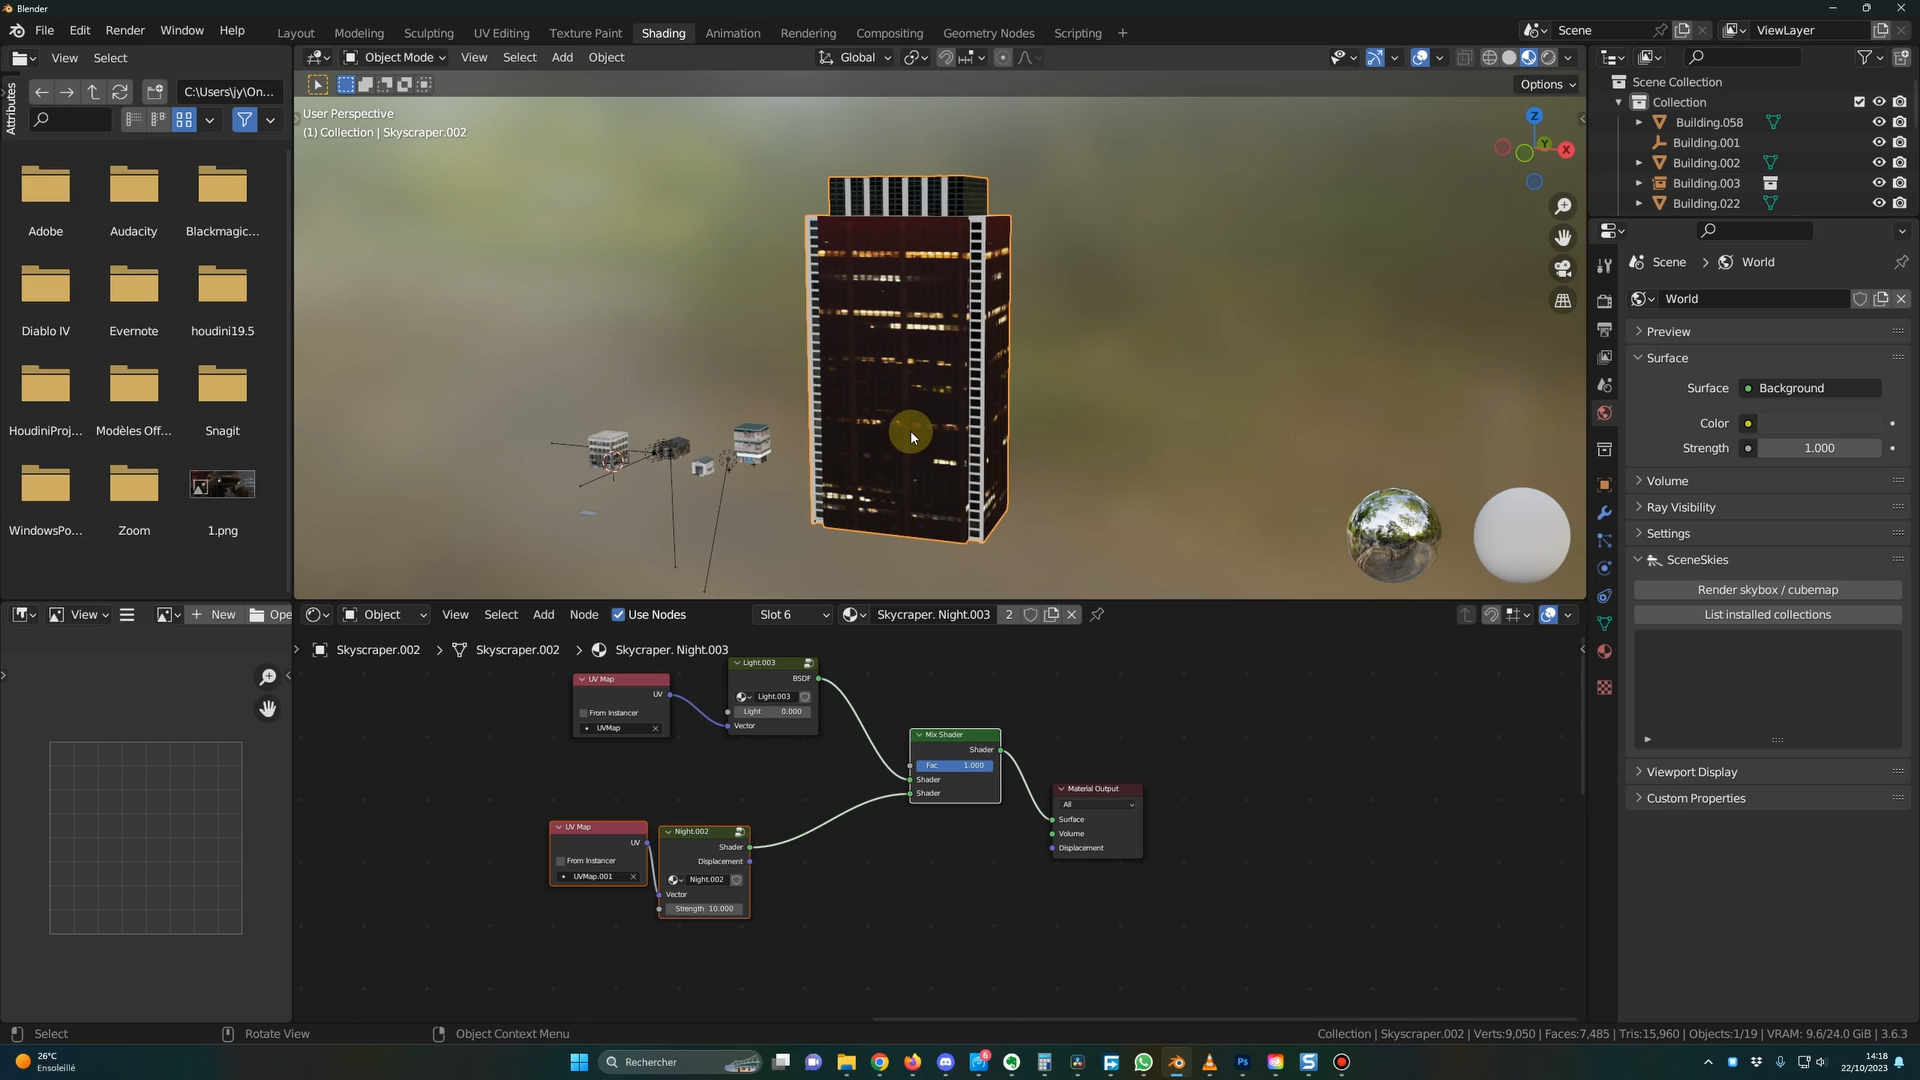 Blender
File Edit Render Window Help
Layout Modeling Sculpting UV Editing Texture Paint Shading Animation Rendering Compositing Geometry Nodes Scripting +
Scene
ViewLayer
View Select
Object Mode View Select Add Object
Global
C:\Users\jy\On...
Options
Attributes
Adobe
Audacity
Blackmagic...
Diablo IV
Evernote
houdini19.5
HoudiniProj...
Modèles Off...
Snagit
WindowsPo...
Zoom
1.png
User Perspective
(1) Collection | Skyscraper.002
Z
Y
X
Scene Collection
Collection
Building.058
Building.001
Building.002
Building.003
Building.022
Scene > World
World
Preview
Surface
Surface Background
Color
Strength 1.000
Volume
Ray Visibility
Settings
SceneSkies
Render skybox / cubemap
List installed collections
Viewport Display
Custom Properties
View
+ New
Ope
Object View Select Add Node Use Nodes
Slot 6
Skycraper. Night.003 2
Skyscraper.002 > Skyscraper.002 > Skycraper. Night.003
UV Map
UV
From Instancer
UVMap
Light.003
BSDF
Light.003
Light 0.000
Vector
Mix Shader
Shader
Fac 1.000
Shader
Shader
Material Output
All
Surface
Volume
Displacement
UV Map
UV
From Instancer
UVMap.001
Night.002
Shader
Displacement
Night.002
Vector
Strength 10.000
Select
Rotate View
Object Context Menu
Collection | Skyscraper.002 | Verts:9,050 | Faces:7,485 | Tris:15,960 | Objects:1/19 | VRAM: 9.6/24.0 GiB | 3.6.3
26°C
Ensoleillé
Rechercher
6
Ps
S
14:18
22/10/2023